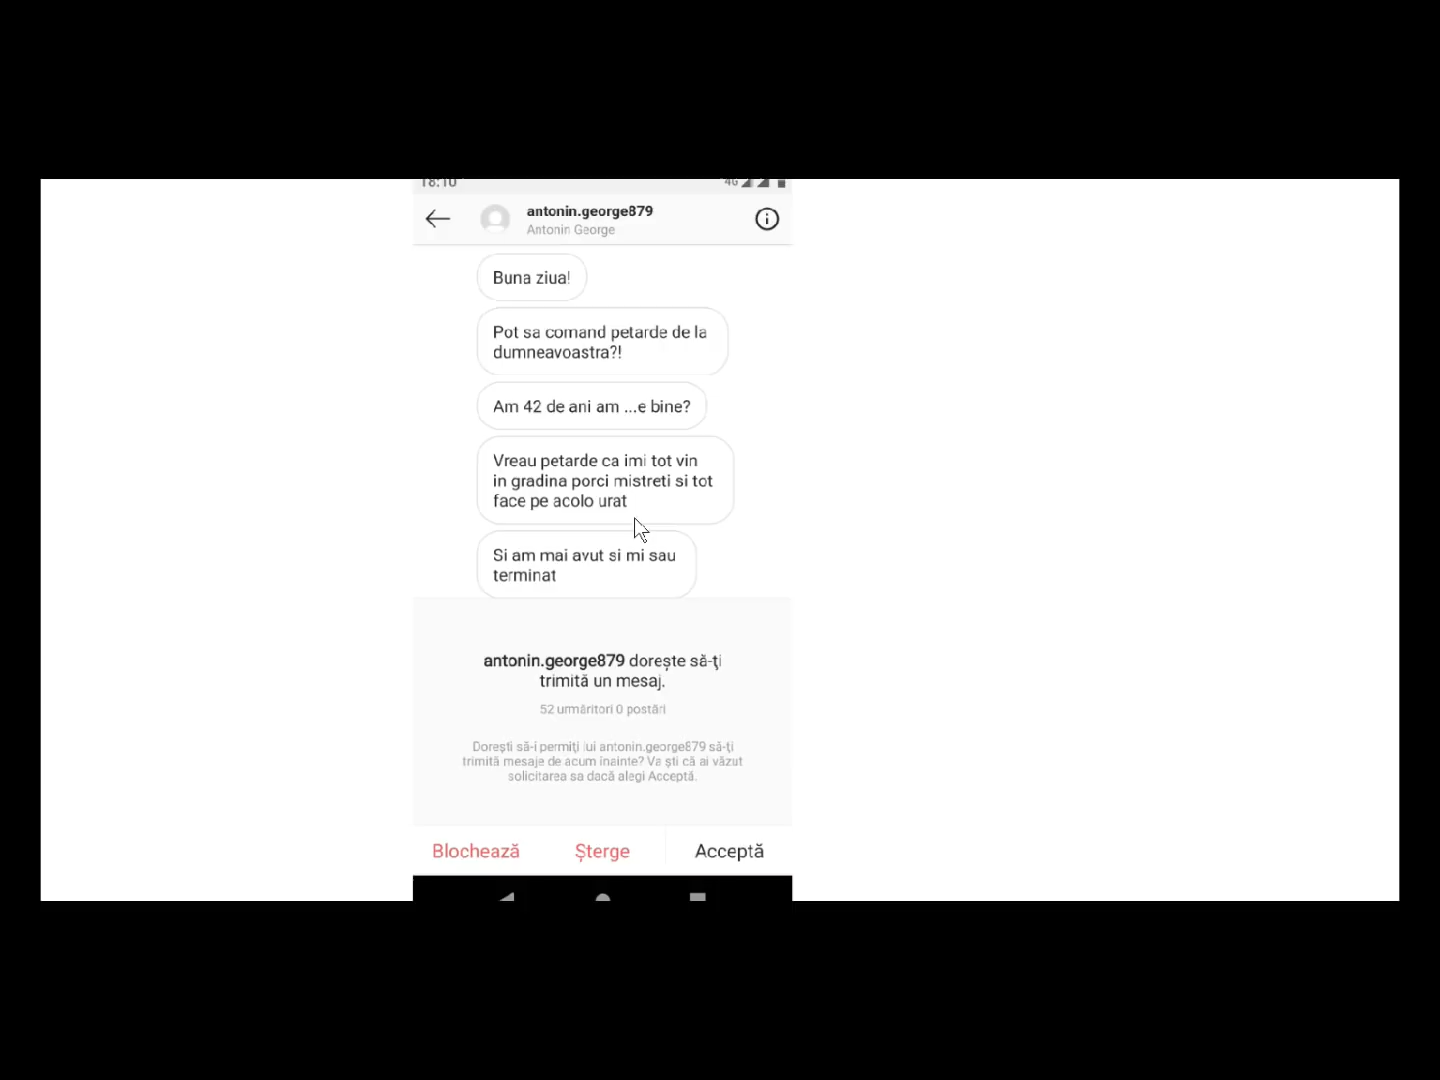 18:10
4G
antonin.george879
Antonin George
Buna ziua!
Pot sa comand petarde de la
dumneavoastra?!
Am 42 de ani am ...e bine?
Vreau petarde ca imi tot vin
in gradina porci mistreti si tot
face pe acolo urat
Si am mai avut si mi sau
terminat
antonin.george879 dorește să-ți
trimită un mesaj.
52 urmăritori 0 postări
Dorești să-i permiți lui antonin.george879 să-ți
trimită mesaje de acum înainte? Va ști că ai văzut
solicitarea sa dacă alegi Acceptă.
Blochează
Șterge
Acceptă